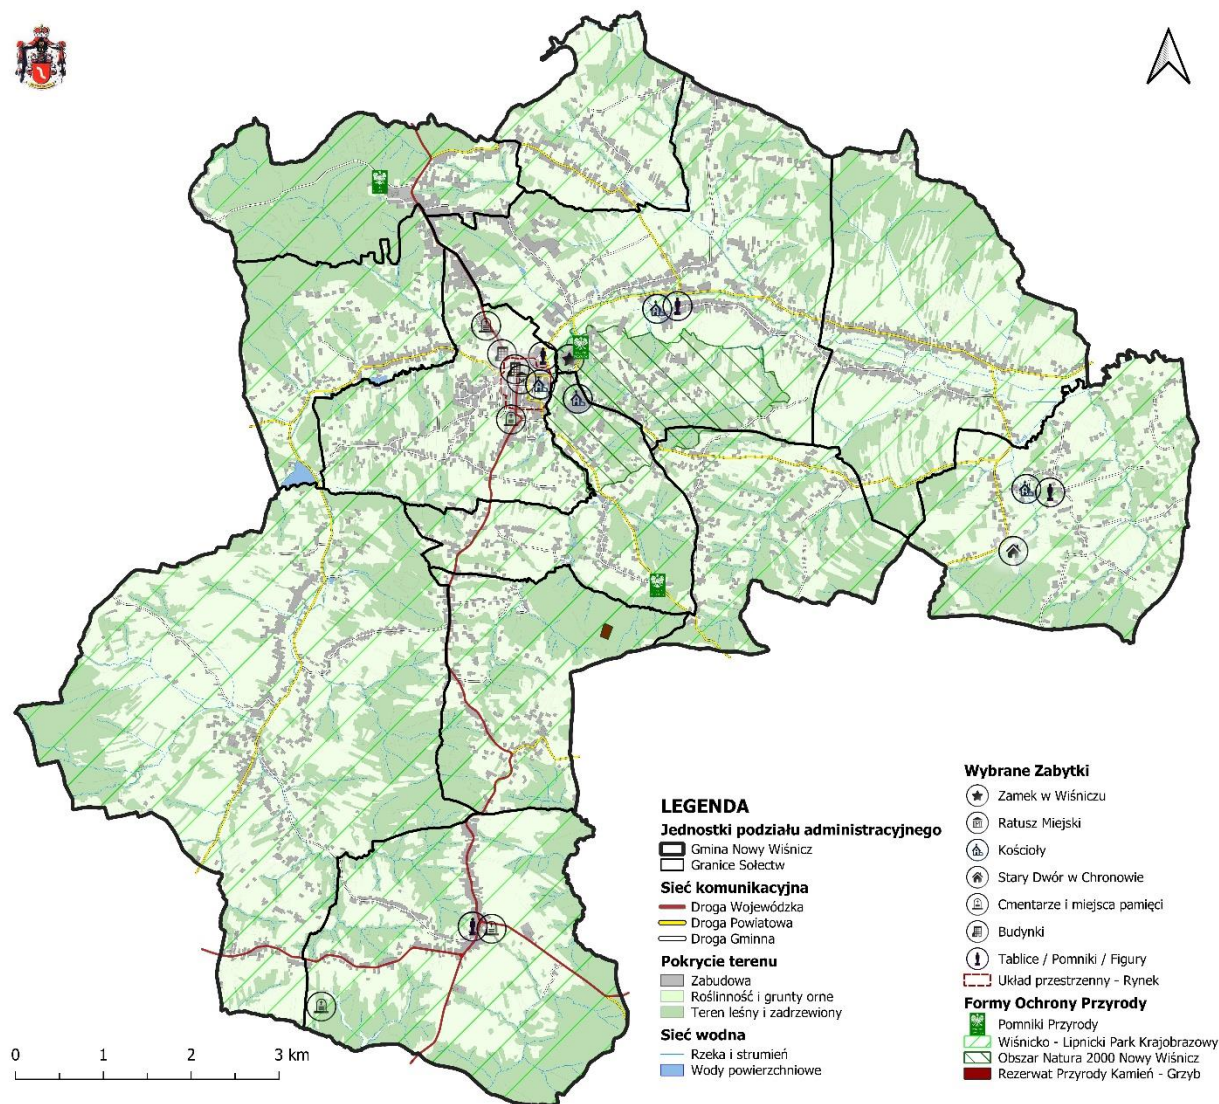 LEGENDA
Jednostki podziału administracyjnego
Gmina Nowy Wiśnicz
Granice Sołectw
Sieć komunikacyjna
Droga Wojewódzka
Droga Powiatowa
Droga Gminna
Pokrycie terenu
Zabudowa
Roślinność i grunty orne
Teren leśny i zadrzewiony
Sieć wodna
Rzeka i strumień
Wody powierzchniowe
Wybrane Zabytki
Zamek w Wiśniczu
Ratusz Miejski
Kościoły
Stary Dwór w Chronowie
Cmentarze i miejsca pamięci
Budynki
Tablice / Pomniki / Figury
Układ przestrzenny - Rynek
Formy Ochrony Przyrody
Pomniki Przyrody
Wiśnicko - Lipnicki Park Krajobrazowy
Obszar Natura 2000 Nowy Wiśnicz
Rezerwat Przyrody Kamień - Grzyb
0 1 2 3 km